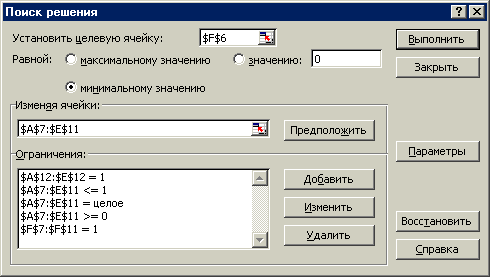 Поиск решения
Установить целевую ячейку: $F$6
Выполнить
Равной: максимальному значению значению: 0
Закрыть
минимальному значению
Изменяя ячейки:
$A$7:$E$11
Предположить
Ограничения:
Параметры
$A$12:$E$12 = 1
$A$7:$E$11 <= 1
$A$7:$E$11 = целое
$A$7:$E$11 >= 0
$F$7:$F$11 = 1
Добавить
Изменить
Удалить
Восстановить
Справка